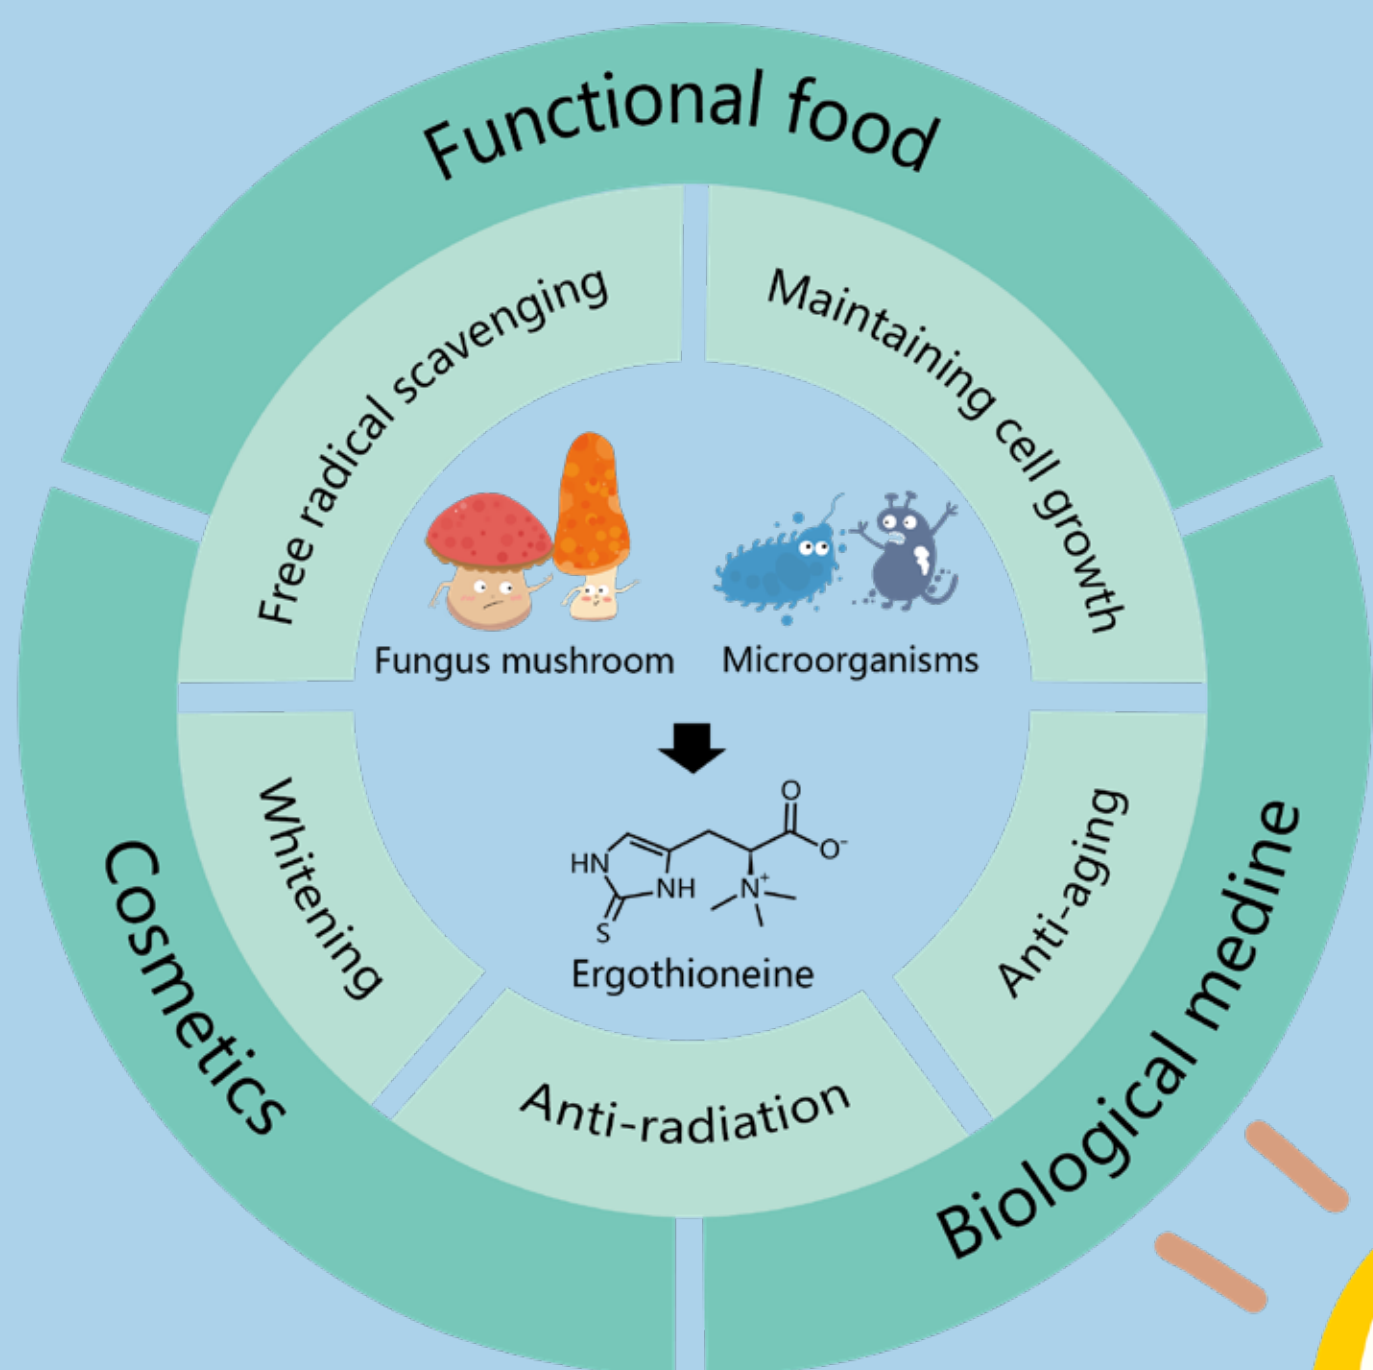 Functional food
Free radical scavenging
Maintaining cell growth
Fungus mushroom
Microorganisms
HN
NH
S
O
O-
N+
Ergothioneine
Whitening
Anti-radiation
Anti-aging
Cosmetics
Biological medine